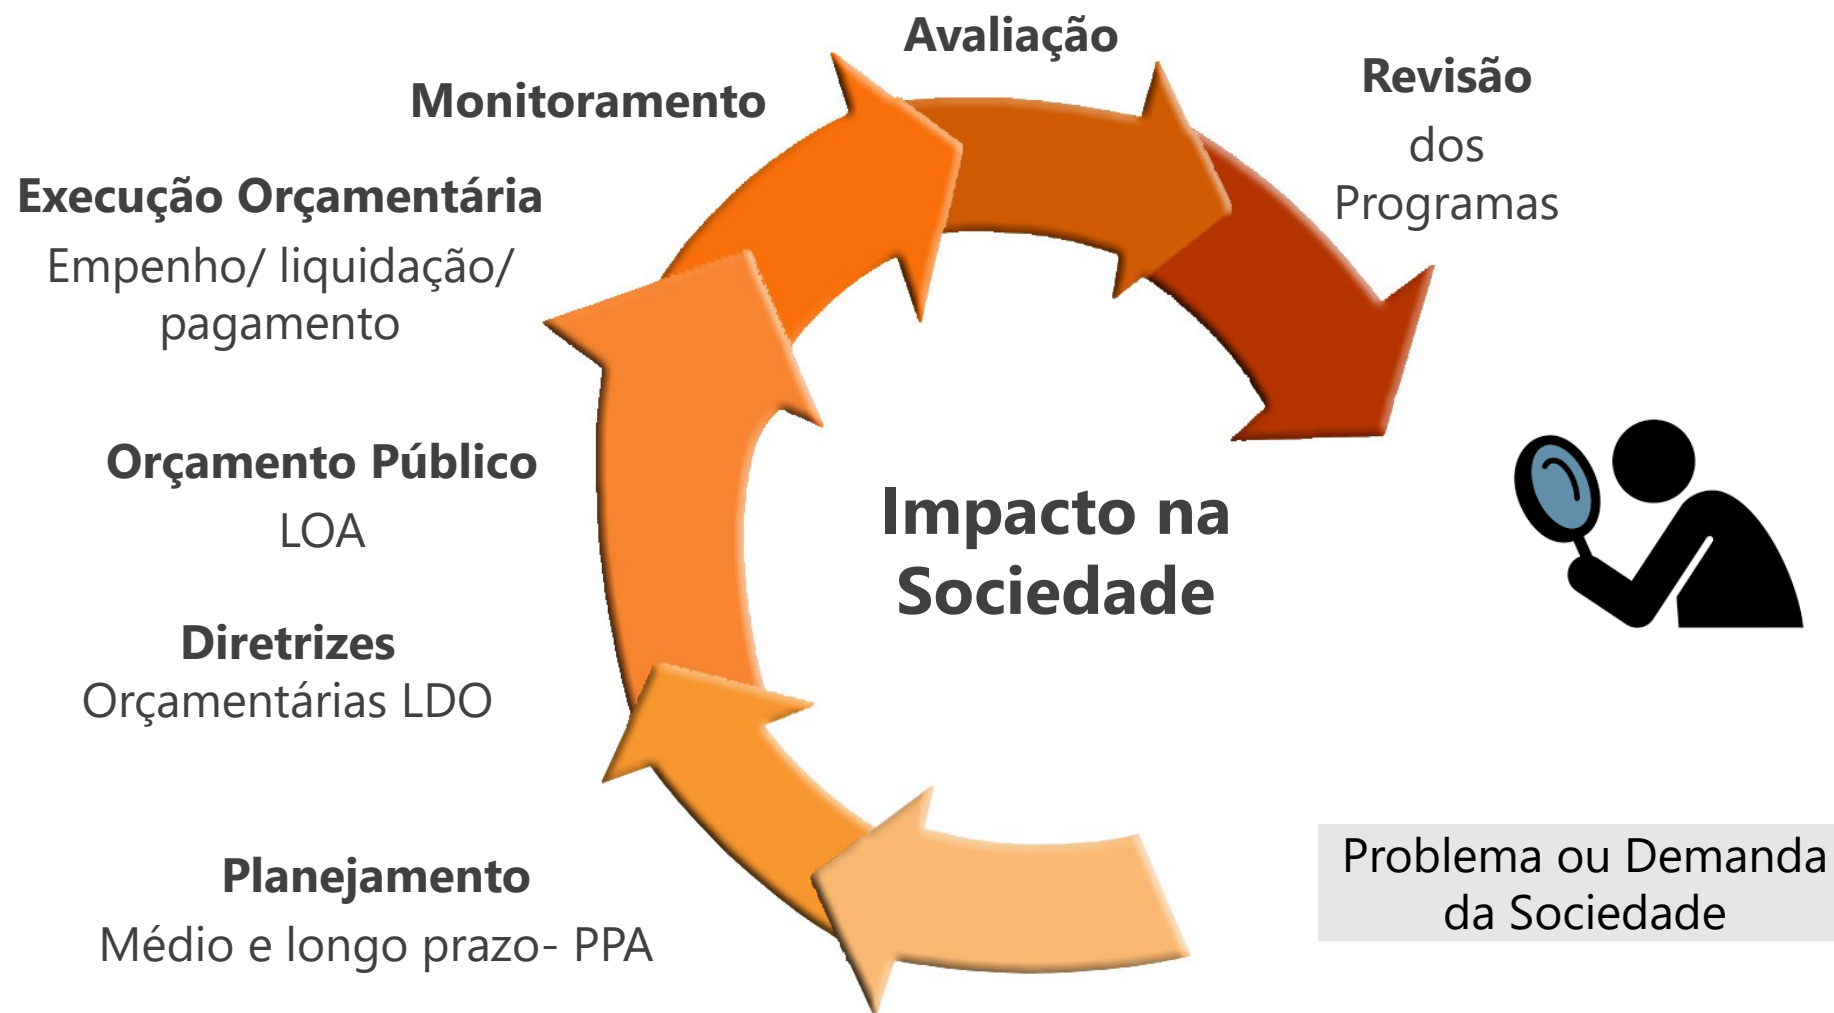 Avaliação
Revisão
dos
Programas
Monitoramento
Execução Orçamentária
Empenho/ liquidação/
pagamento
Orçamento Público
LOA
Impacto na
Sociedade
Diretrizes
Orçamentárias LDO
Planejamento
Médio e longo prazo- PPA
Problema ou Demanda
da Sociedade